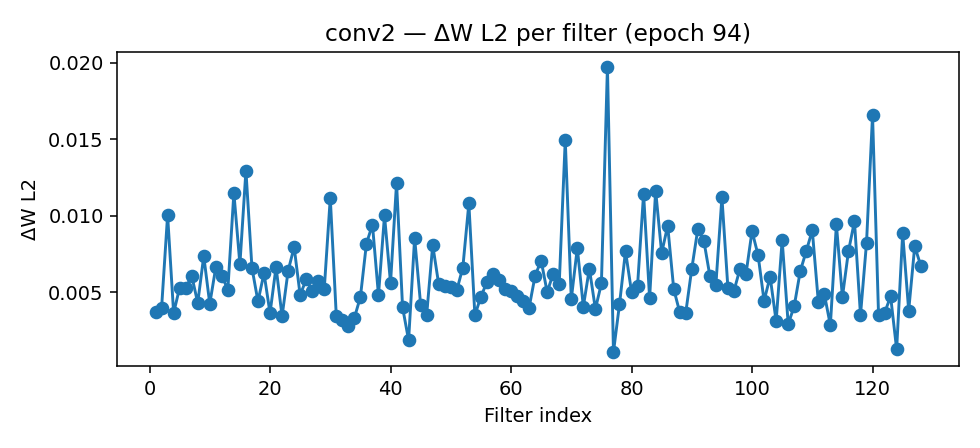 conv2 — ΔW L2 per filter (epoch 94)
0.020
0.015
0.010
0.005
ΔW L2
0 20 40 60 80 100 120
Filter index